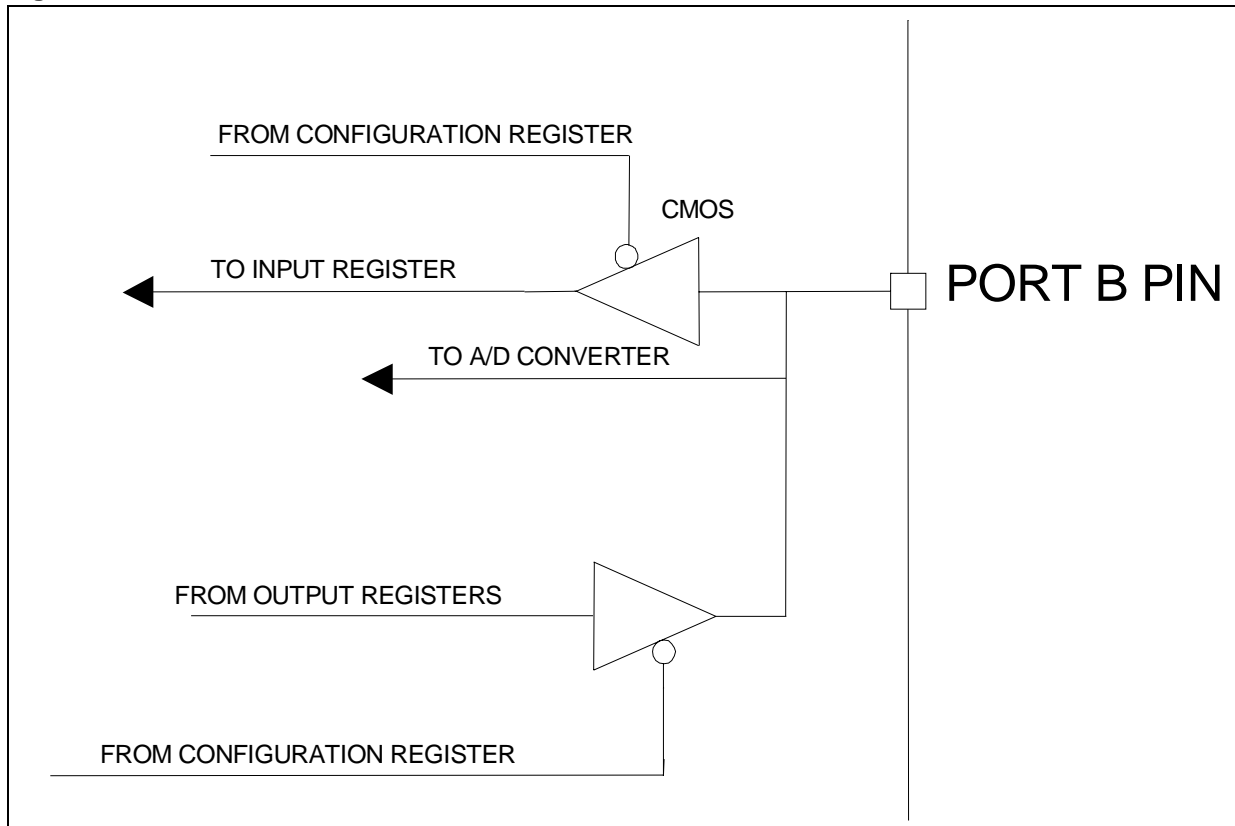 FROM CONFIGURATION REGISTER
CMOS
TO INPUT REGISTER
PORT B PIN
TO A/D CONVERTER
FROM OUTPUT REGISTERS
FROM CONFIGURATION REGISTER